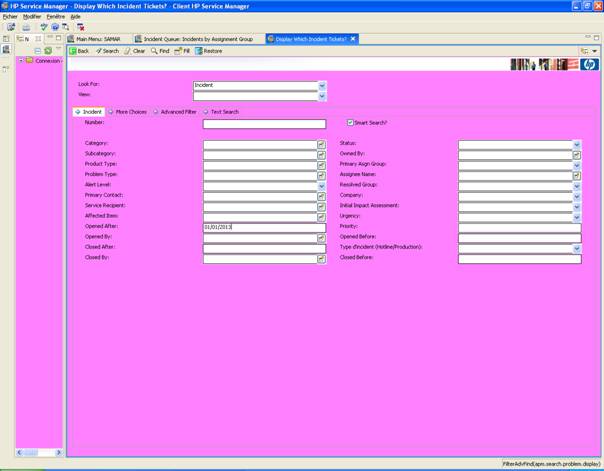 HP Service Manager - Display Which Incident Tickets? - Client HP Service Manager
Fichier Modifier Fenêtre Aide
N
Main Menu: SAMAR
Incident Queue: Incidents by Assignment Group
Display Which Incident Tickets?
Connexion -
Back Search Clear Find Fill Restore
hp
Look For: Incident
View:
Incident More Choices Advanced Filter Text Search
Number: Smart Search?
Category: Status:
Subcategory: Owned By:
Product Type: Primary Asgn Group:
Problem Type: Assignee Name:
Alert Level: Resolved Group:
Primary Contact: Company:
Service Recipient: Initial Impact Assessment:
Affected Item: Urgency:
Opened After: 01/01/2013 Priority:
Opened By: Opened Before:
Closed After: Type d'incident (Hotline/Production):
Closed By: Closed Before:
FilterAdvFind(apm.search.problem.display)